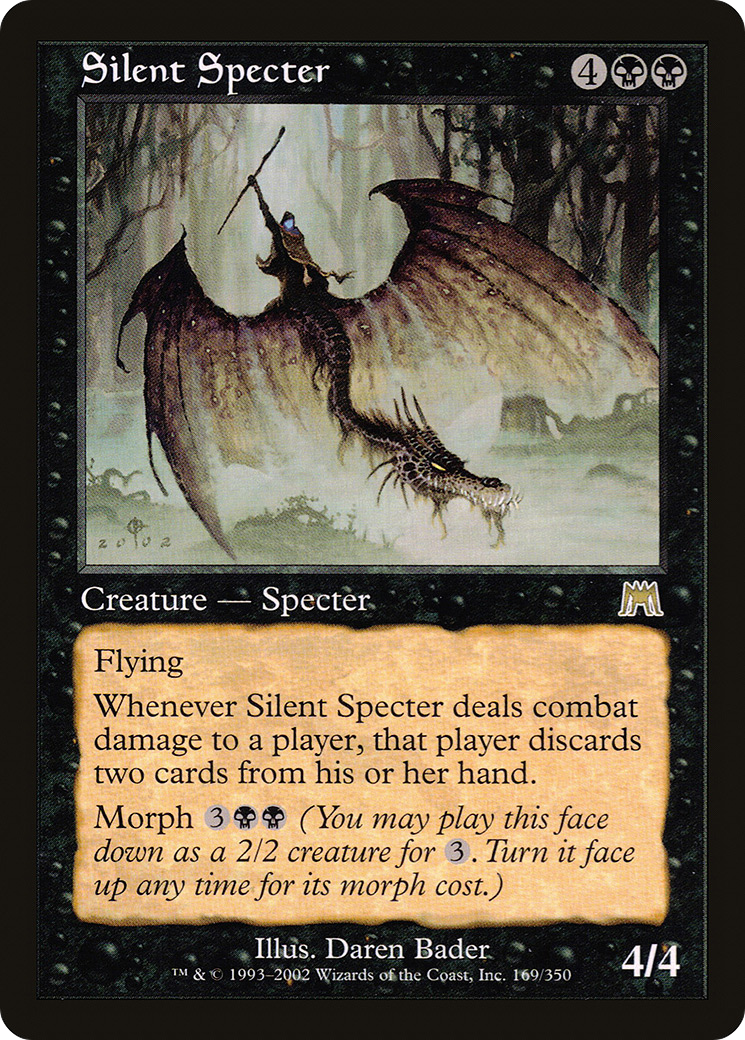 Silent Specter 4
2002
Creature — Specter
Flying
Whenever Silent Specter deals combat
damage to a player, that player discards
two cards from his or her hand.
Morph 3 (You may play this face
down as a 2/2 creature for 3. Turn it face
up any time for its morph cost.)
Illus. Daren Bader
4/4
™ & © 1993–2002 Wizards of the Coast, Inc. 169/350